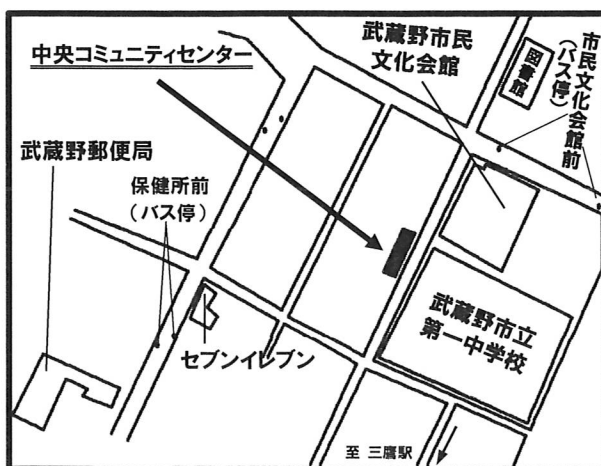 中央コミュニティセンター
武蔵野市民
文化会館
図書館
市民文化会館前
(バス停)
武蔵野郵便局
保健所前
(バス停)
セブンイレブン
武蔵野市立
第一中学校
至 三鷹駅